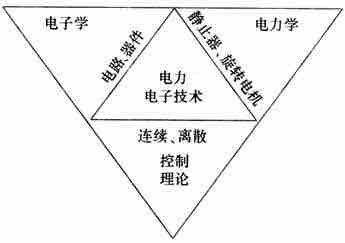 电子学
电力学
电路、器件
静止器、旋转电机
电力
电子技术
连续、离散
控制
理论